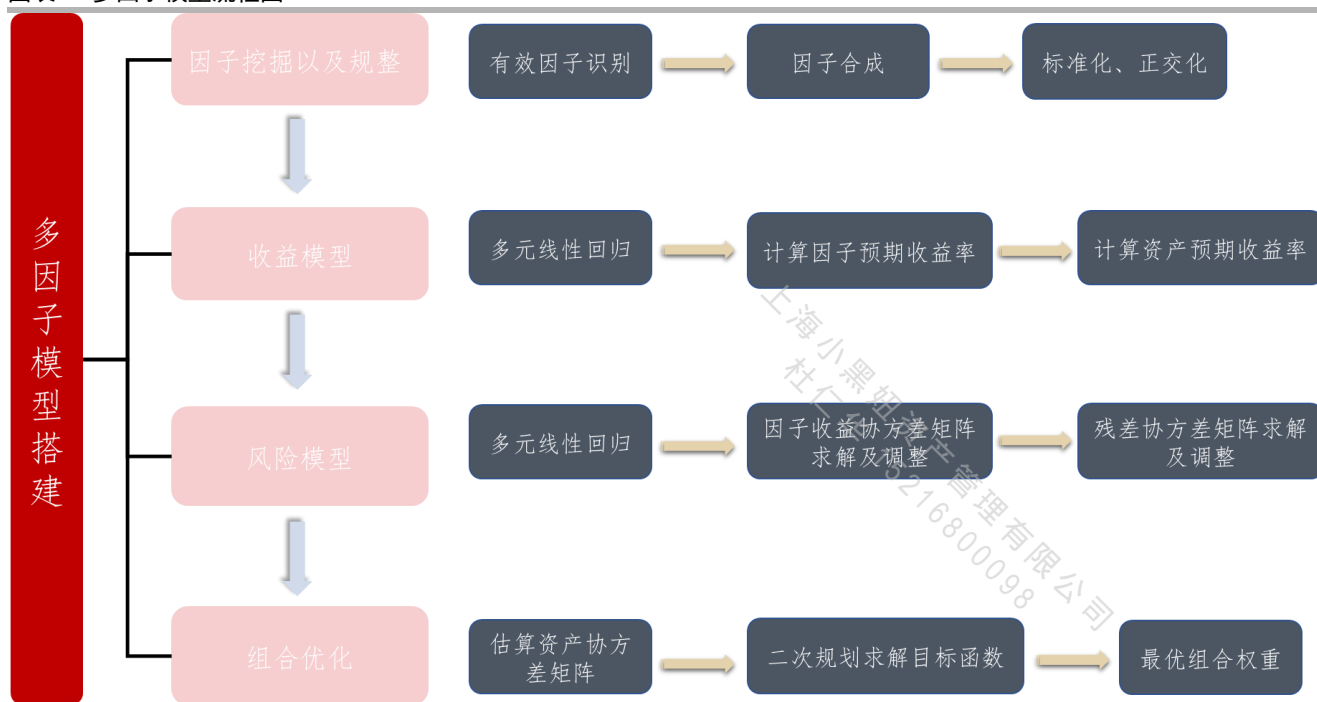 多因子模型搭建
因子挖掘以及规整
有效因子识别
因子合成
标准化、正交化
收益模型
多元线性回归
计算因子预期收益率
计算资产预期收益率
风险模型
多元线性回归
因子收益协方差矩阵
求解及调整
残差协方差矩阵求解
及调整
组合优化
估算资产协方
差矩阵
二次规划求解目标函数
最优组合权重
上海小黑妞资产管理有限公司